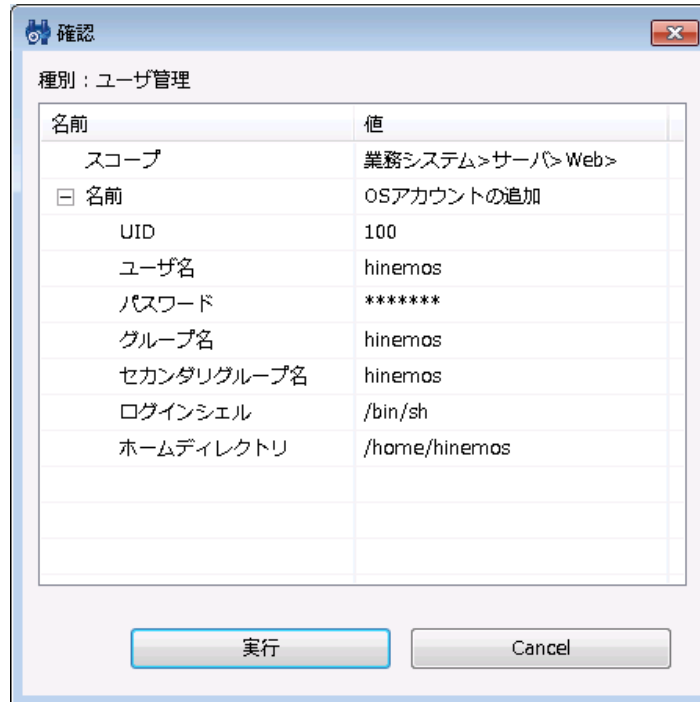 確認
種別：ユーザ管理
名前 値
スコープ 業務システム>サーバ>Web>
名前 OSアカウントの追加
UID 100
ユーザ名 hinemos
パスワード *******
グループ名 hinemos
セカンダリグループ名 hinemos
ログインシェル /bin/sh
ホームディレクトリ /home/hinemos
実行 Cancel